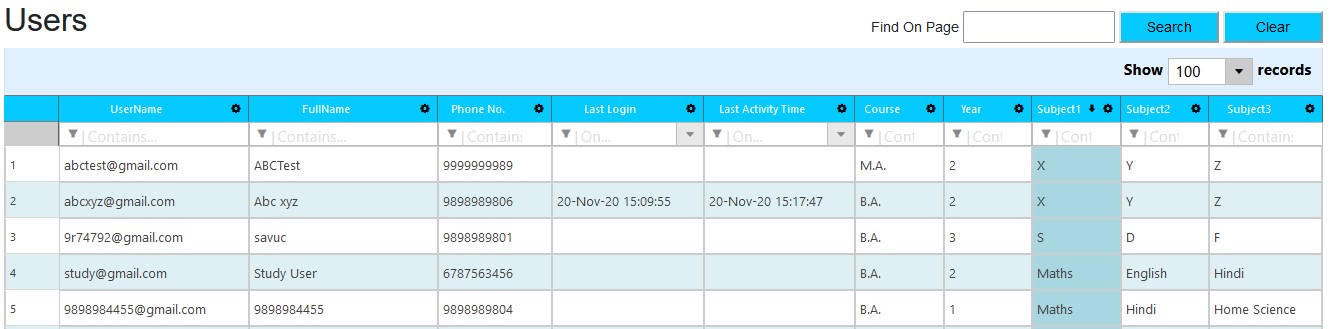 Users
Find On Page Search Clear
Show 100 records
UserName FullName Phone No. Last Login Last Activity Time Course Year Subject1 Subject2 Subject3
Contains... Contains... Contains On... On... Cont Cont Cont Cont Contains
1 abctest@gmail.com ABCTest 9999999989 M.A. 2 X Y Z
2 abcxyz@gmail.com Abc xyz 9898989806 20-Nov-20 15:09:55 20-Nov-20 15:17:47 B.A. 2 X Y Z
3 9r74792@gmail.com savuc 9898989801 B.A. 3 S D F
4 study@gmail.com Study User 6787563456 B.A. 2 Maths English Hindi
5 9898984455@gmail.com 9898984455 9898989804 B.A. 1 Maths Hindi Home Science